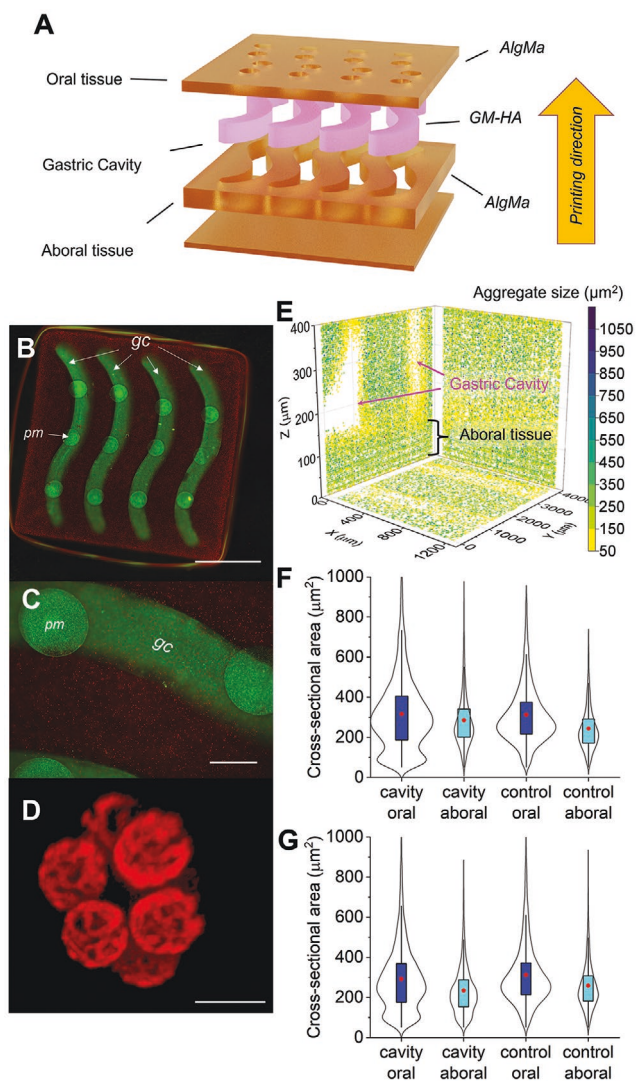 A
Oral tissue
AlgMa
GM-HA
Gastric Cavity
AlgMa
Aboral tissue
Printing direction
B
gc
pm
C
pm
gc
D
E
Aggregate size (µm²)
400
300
200
100
0
Z (µm)
Gastric Cavity
Aboral tissue
0
400
800
1200
X (µm)
0
1000
2000
3000
4000
Y (µm)
1050
950
850
750
650
550
450
350
250
150
50
F
1000
800
600
400
200
0
Cross-sectional area (µm²)
cavity oral
cavity aboral
control oral
control aboral
G
1000
800
600
400
200
0
Cross-sectional area (µm²)
cavity oral
cavity aboral
control oral
control aboral